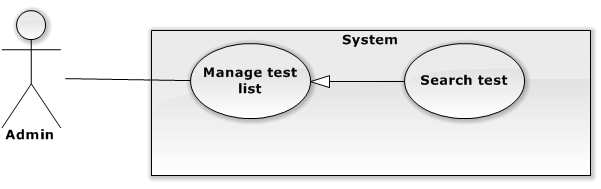 System
Manage test
list
Search test
Admin